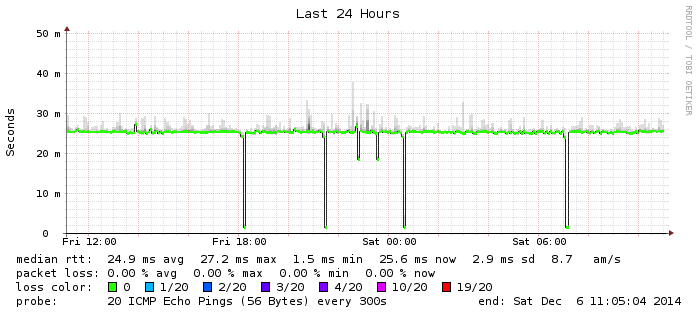 Last 24 Hours
RRDTOOL / TOBI OETIKER
Seconds
50 m
40 m
30 m
20 m
10 m
0
Fri 12:00 Fri 18:00 Sat 00:00 Sat 06:00
median rtt: 24.9 ms avg 27.2 ms max 1.5 ms min 25.6 ms now 2.9 ms sd 8.7 am/s
packet loss: 0.00 % avg 0.00 % max 0.00 % min 0.00 % now
loss color: 0 1/20 2/20 3/20 4/20 10/20 19/20
probe: 20 ICMP Echo Pings (56 Bytes) every 300s end: Sat Dec 6 11:05:04 2014